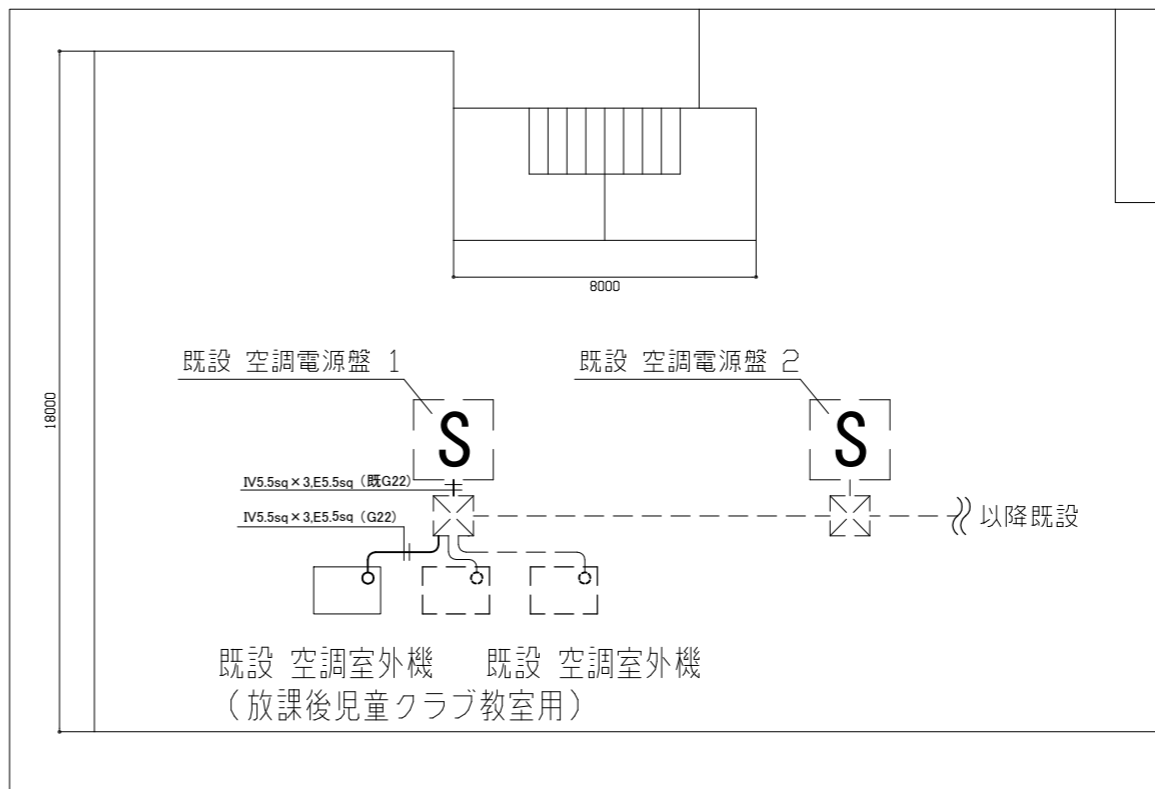 8000
18000
既設 空調電源盤 1
既設 空調電源盤 2
S
S
IV5.5sq×3,E5.5sq（既G22）
IV5.5sq×3,E5.5sq（G22）
以降既設
既設 空調室外機
既設 空調室外機
（放課後児童クラブ教室用）